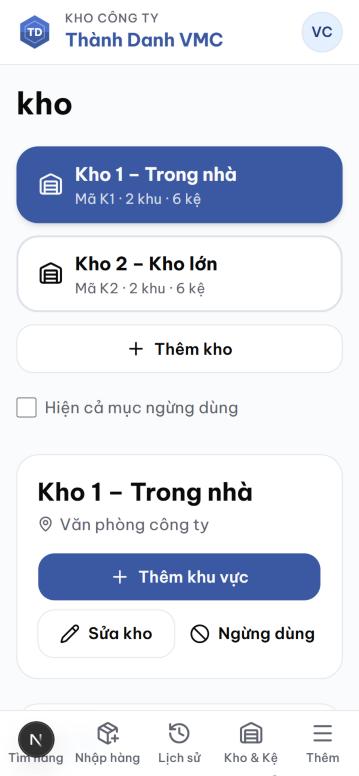 TD
KHO CÔNG TY
Thành Danh VMC
VC
kho
Kho 1 – Trong nhà
Mã K1 · 2 khu · 6 kệ
Kho 2 – Kho lớn
Mã K2 · 2 khu · 6 kệ
+ Thêm kho
Hiện cả mục ngừng dùng
Kho 1 – Trong nhà
Văn phòng công ty
+ Thêm khu vực
Sửa kho
Ngừng dùng
N
Tìm hàng
Nhập hàng
Lịch sử
Kho & Kệ
Thêm